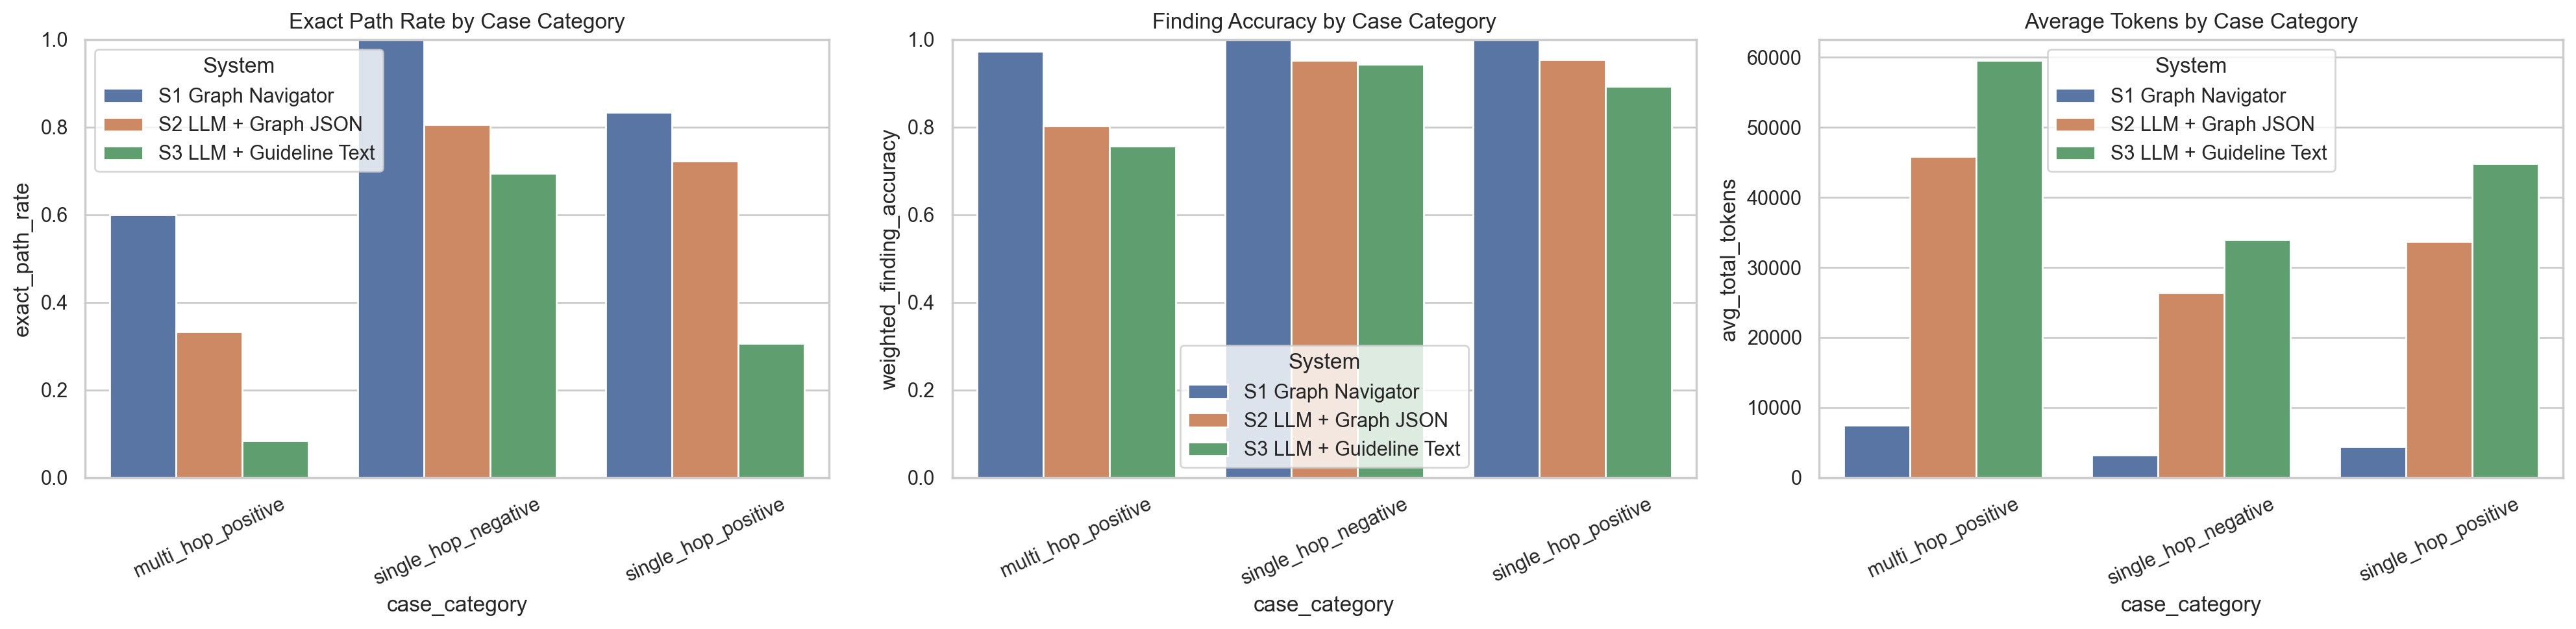 Exact Path Rate by Case Category
1.0
0.8
0.6
0.4
0.2
0.0
exact_path_rate
System
S1 Graph Navigator
S2 LLM + Graph JSON
S3 LLM + Guideline Text
multi_hop_positive
single_hop_negative
single_hop_positive
case_category
Finding Accuracy by Case Category
1.0
0.8
0.6
0.4
0.2
0.0
weighted_finding_accuracy
System
S1 Graph Navigator
S2 LLM + Graph JSON
S3 LLM + Guideline Text
multi_hop_positive
single_hop_negative
single_hop_positive
case_category
Average Tokens by Case Category
60000
50000
40000
30000
20000
10000
0
avg_total_tokens
System
S1 Graph Navigator
S2 LLM + Graph JSON
S3 LLM + Guideline Text
multi_hop_positive
single_hop_negative
single_hop_positive
case_category